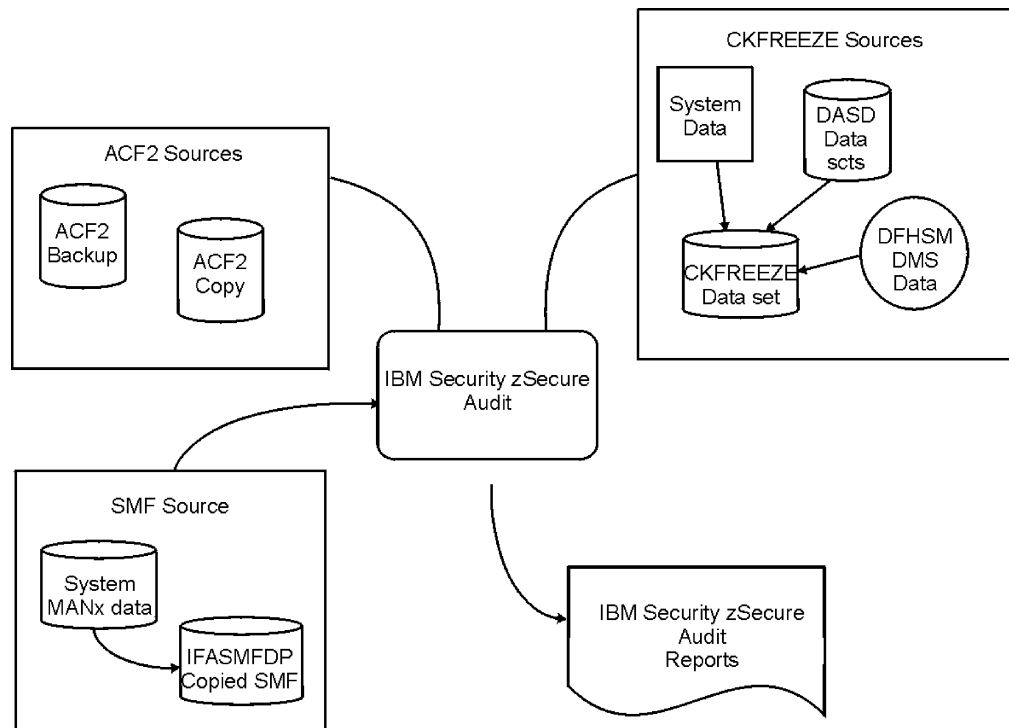 ACF2 Sources
ACF2
Backup
ACF2
Copy
CKFREEZE Sources
System
Data
DASD
Data
scts
DFHSM
DMS
Data
CKFREEZE
Data set
IBM Security zSecure
Audit
SMF Source
System
MANx data
IFASMFDP
Copied SMF
IBM Security zSecure
Audit
Reports